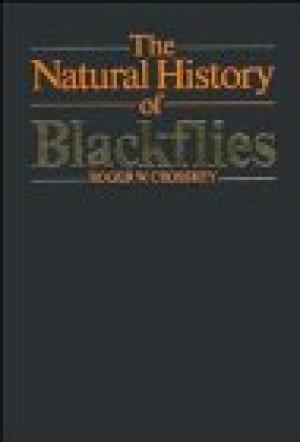 The
Natural History
of
Blackflies
ROGER W. CROSSKEY